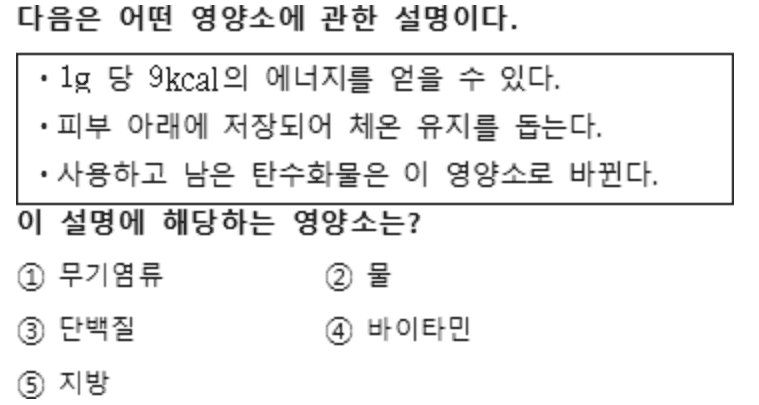 다음은 어떤 영양소에 관한 설명이다.
・1g 당 9kcal의 에너지를 얻을 수 있다.
・피부 아래에 저장되어 체온 유지를 돕는다.
・사용하고 남은 탄수화물은 이 영양소로 바뀐다.
이 설명에 해당하는 영양소는?
① 무기염류 ② 물
③ 단백질 ④ 바이타민
⑤ 지방